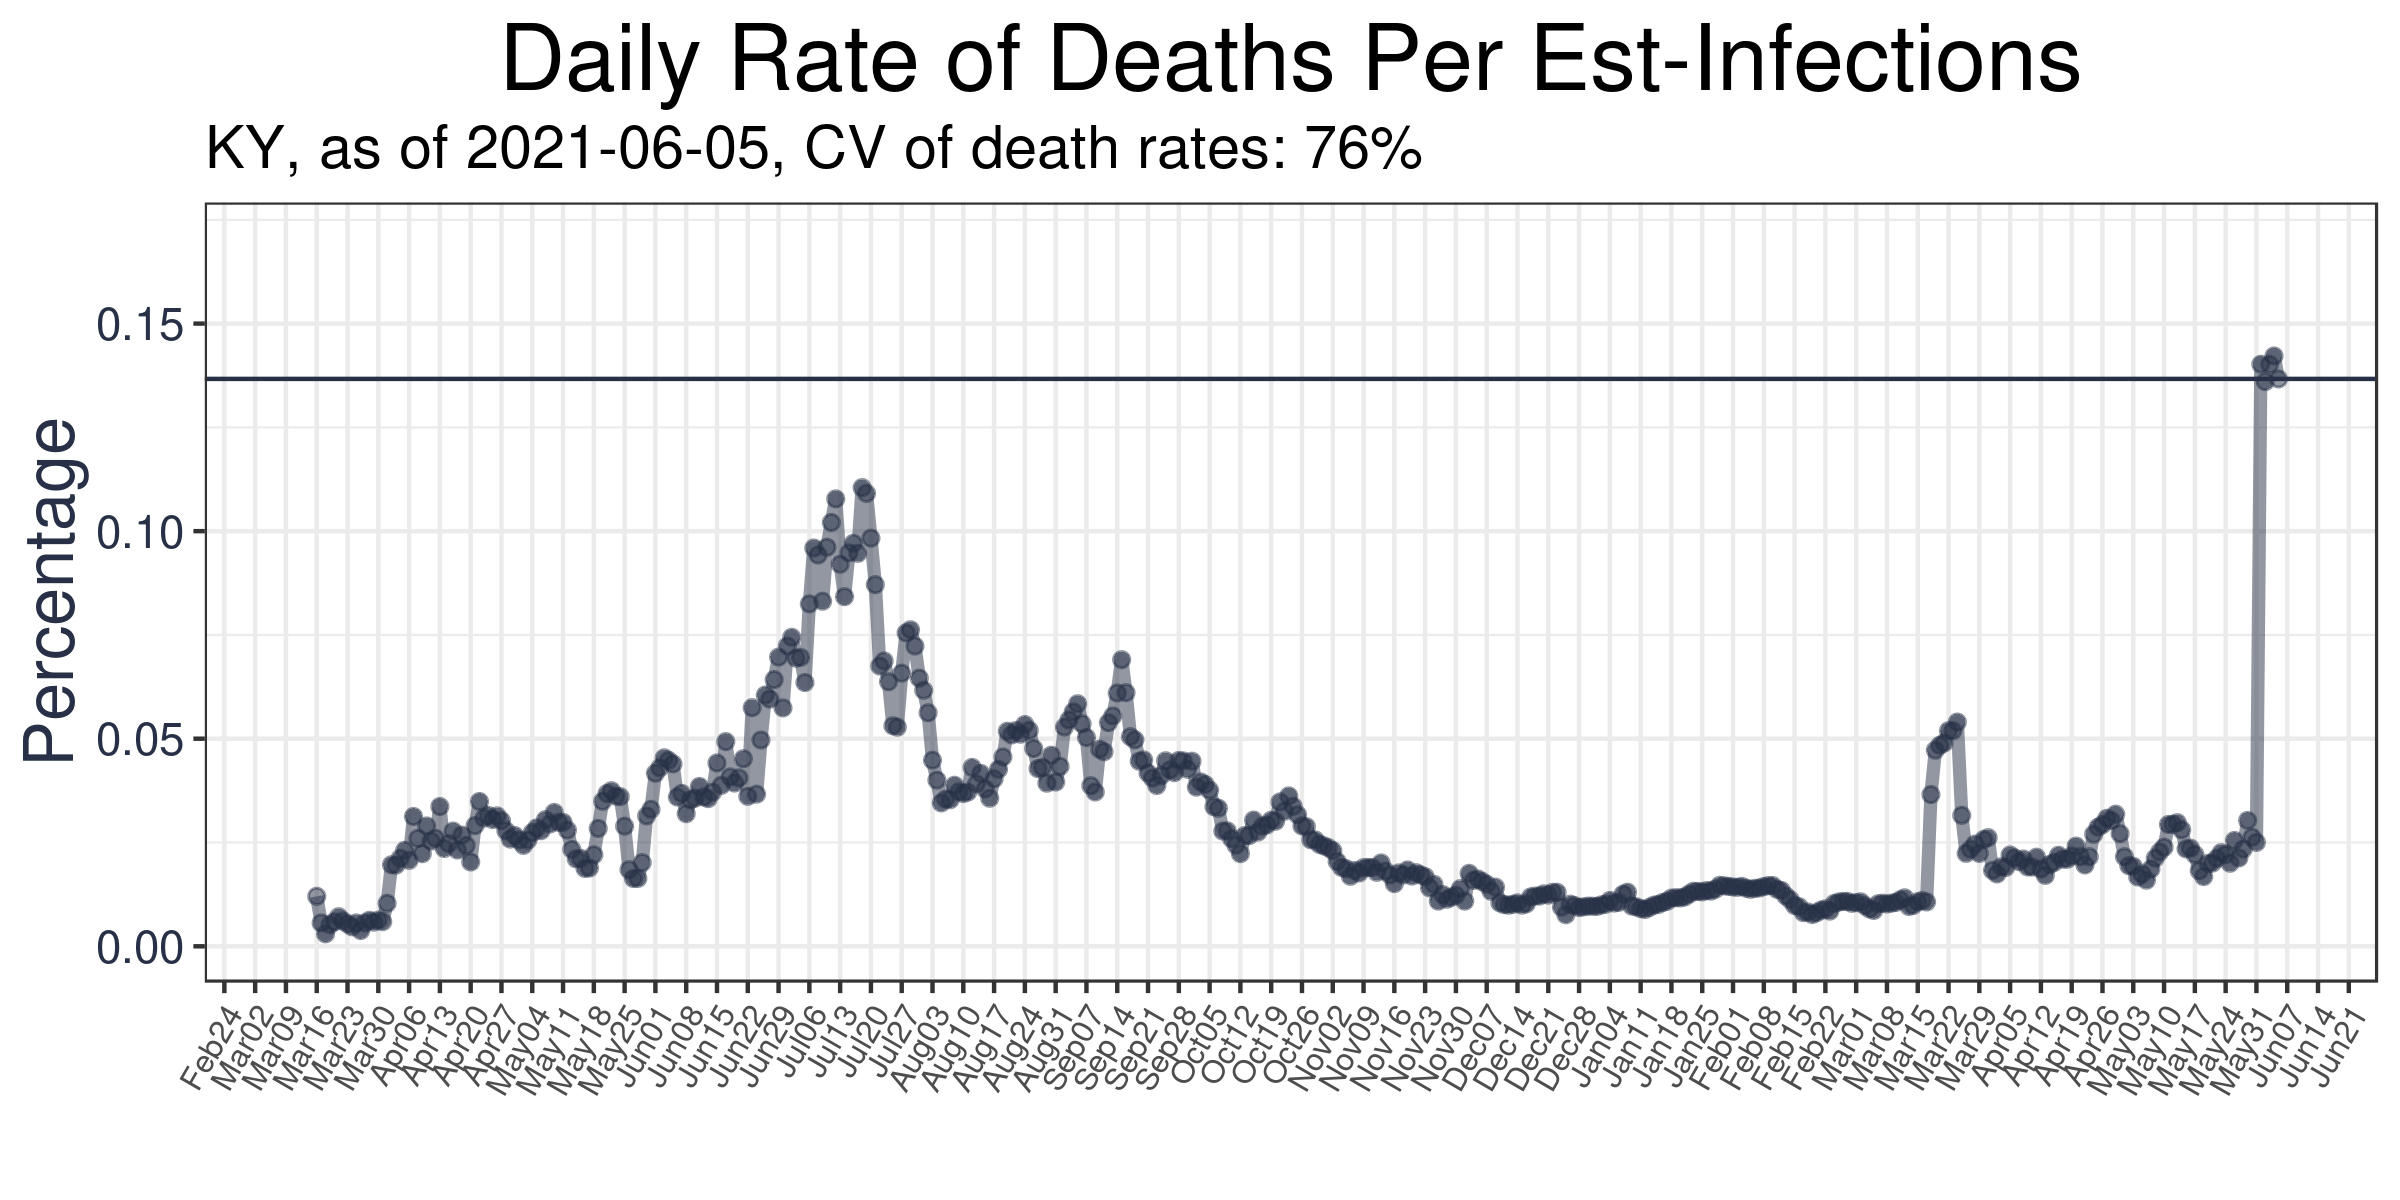 Daily Rate of Deaths Per Est-Infections
KY, as of 2021-06-05, CV of death rates: 76%
Percentage
0.15
0.10
0.05
0.00
Feb24
Mar02
Mar09
Mar16
Mar23
Mar30
Apr06
Apr13
Apr20
Apr27
May04
May11
May18
May25
Jun01
Jun08
Jun15
Jun22
Jun29
Jul06
Jul13
Jul20
Jul27
Aug03
Aug10
Aug17
Aug24
Aug31
Sep07
Sep14
Sep21
Sep28
Oct05
Oct12
Oct19
Oct26
Nov02
Nov09
Nov16
Nov23
Nov30
Dec07
Dec14
Dec21
Dec28
Jan04
Jan11
Jan18
Jan25
Feb01
Feb08
Feb15
Feb22
Mar01
Mar08
Mar15
Mar22
Mar29
Apr05
Apr12
Apr19
Apr26
May03
May10
May17
May24
May31
Jun07
Jun14
Jun21